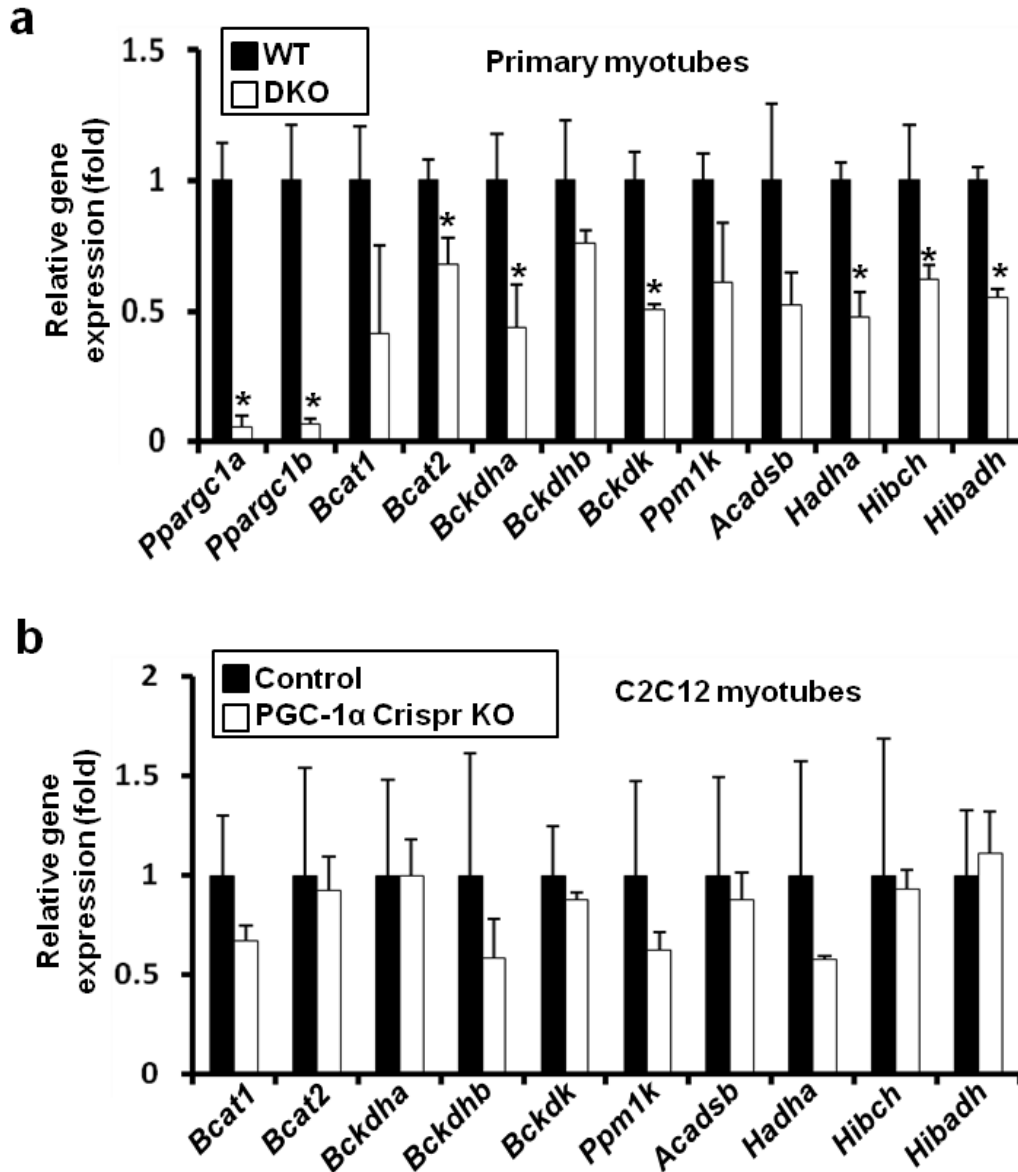 a
WT
DKO
Primary myotubes
Relative gene
expression (fold)
1.5
1
0.5
0
*
*
*
*
*
*
*
*
Ppargc1a
Ppargc1b
Bcat1
Bcat2
Bckdha
Bckdhb
Bckdk
Ppm1k
Acadsb
Hadha
Hibch
Hibadh
b
Control
PGC-1α Crispr KO
C2C12 myotubes
Relative gene
expression (fold)
2
1.5
1
0.5
0
Bcat1
Bcat2
Bckdha
Bckdhb
Bckdk
Ppm1k
Acadsb
Hadha
Hibch
Hibadh